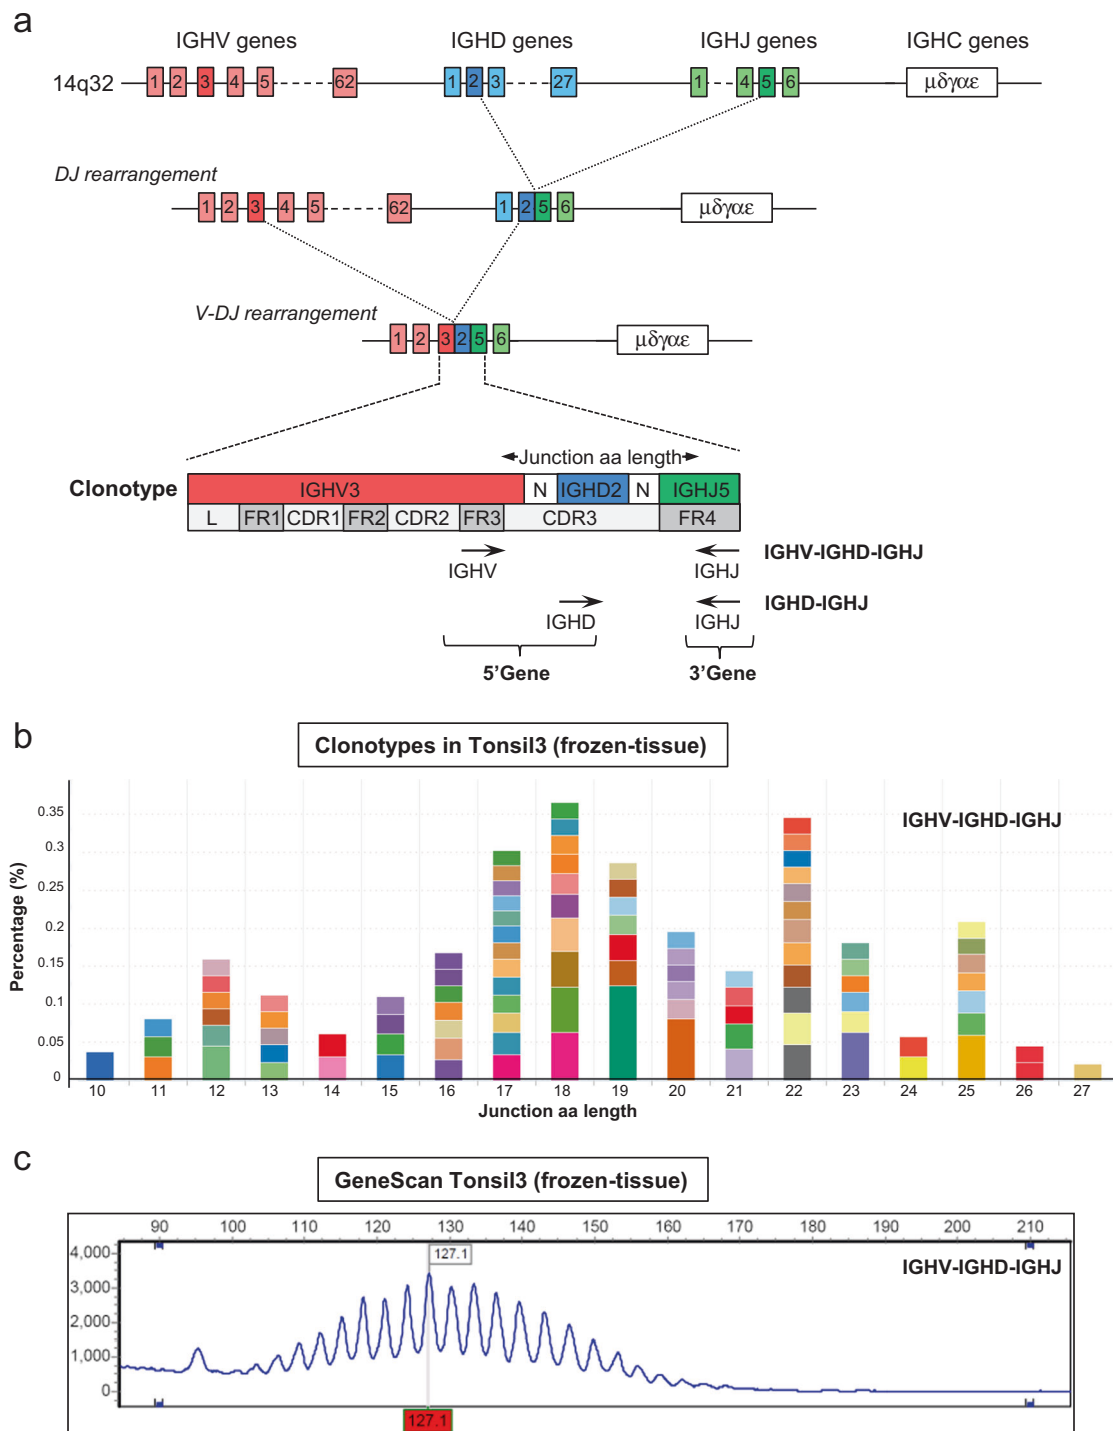 a
IGHV genes IGHD genes IGHJ genes IGHC genes
14q32 1 2 3 4 5 62 1 2 3 27 1 4 5 6 μδγαε
DJ rearrangement
1 2 3 4 5 62 1 2 5 6 μδγαε
V-DJ rearrangement
1 2 3 2 5 6 μδγαε
Junction aa length
Clonotype IGHV3 N IGHD2 N IGHJ5
L FR1 CDR1 FR2 CDR2 FR3 CDR3 FR4
IGHV IGHJ IGHV-IGHD-IGHJ
IGHD IGHJ IGHD-IGHJ
5’Gene 3’Gene
b
Clonotypes in Tonsil3 (frozen-tissue)
IGHV-IGHD-IGHJ
Percentage (%)
0.35
0.3
0.25
0.2
0.15
0.1
0.05
0
10 11 12 13 14 15 16 17 18 19 20 21 22 23 24 25 26 27
Junction aa length
c
GeneScan Tonsil3 (frozen-tissue)
90 100 110 120 130 140 150 160 170 180 190 200 210
4,000
127.1
IGHV-IGHD-IGHJ
3,000
2,000
1,000
0
127.1